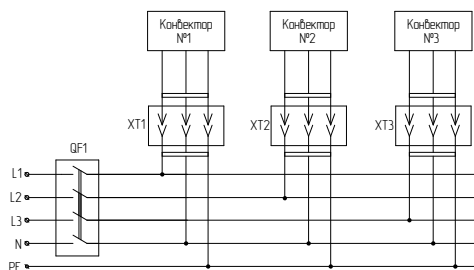 Конвектор
№1
Конвектор
№2
Конвектор
№3
XT1
XT2
XT3
QF1
L1
L2
L3
N
PE